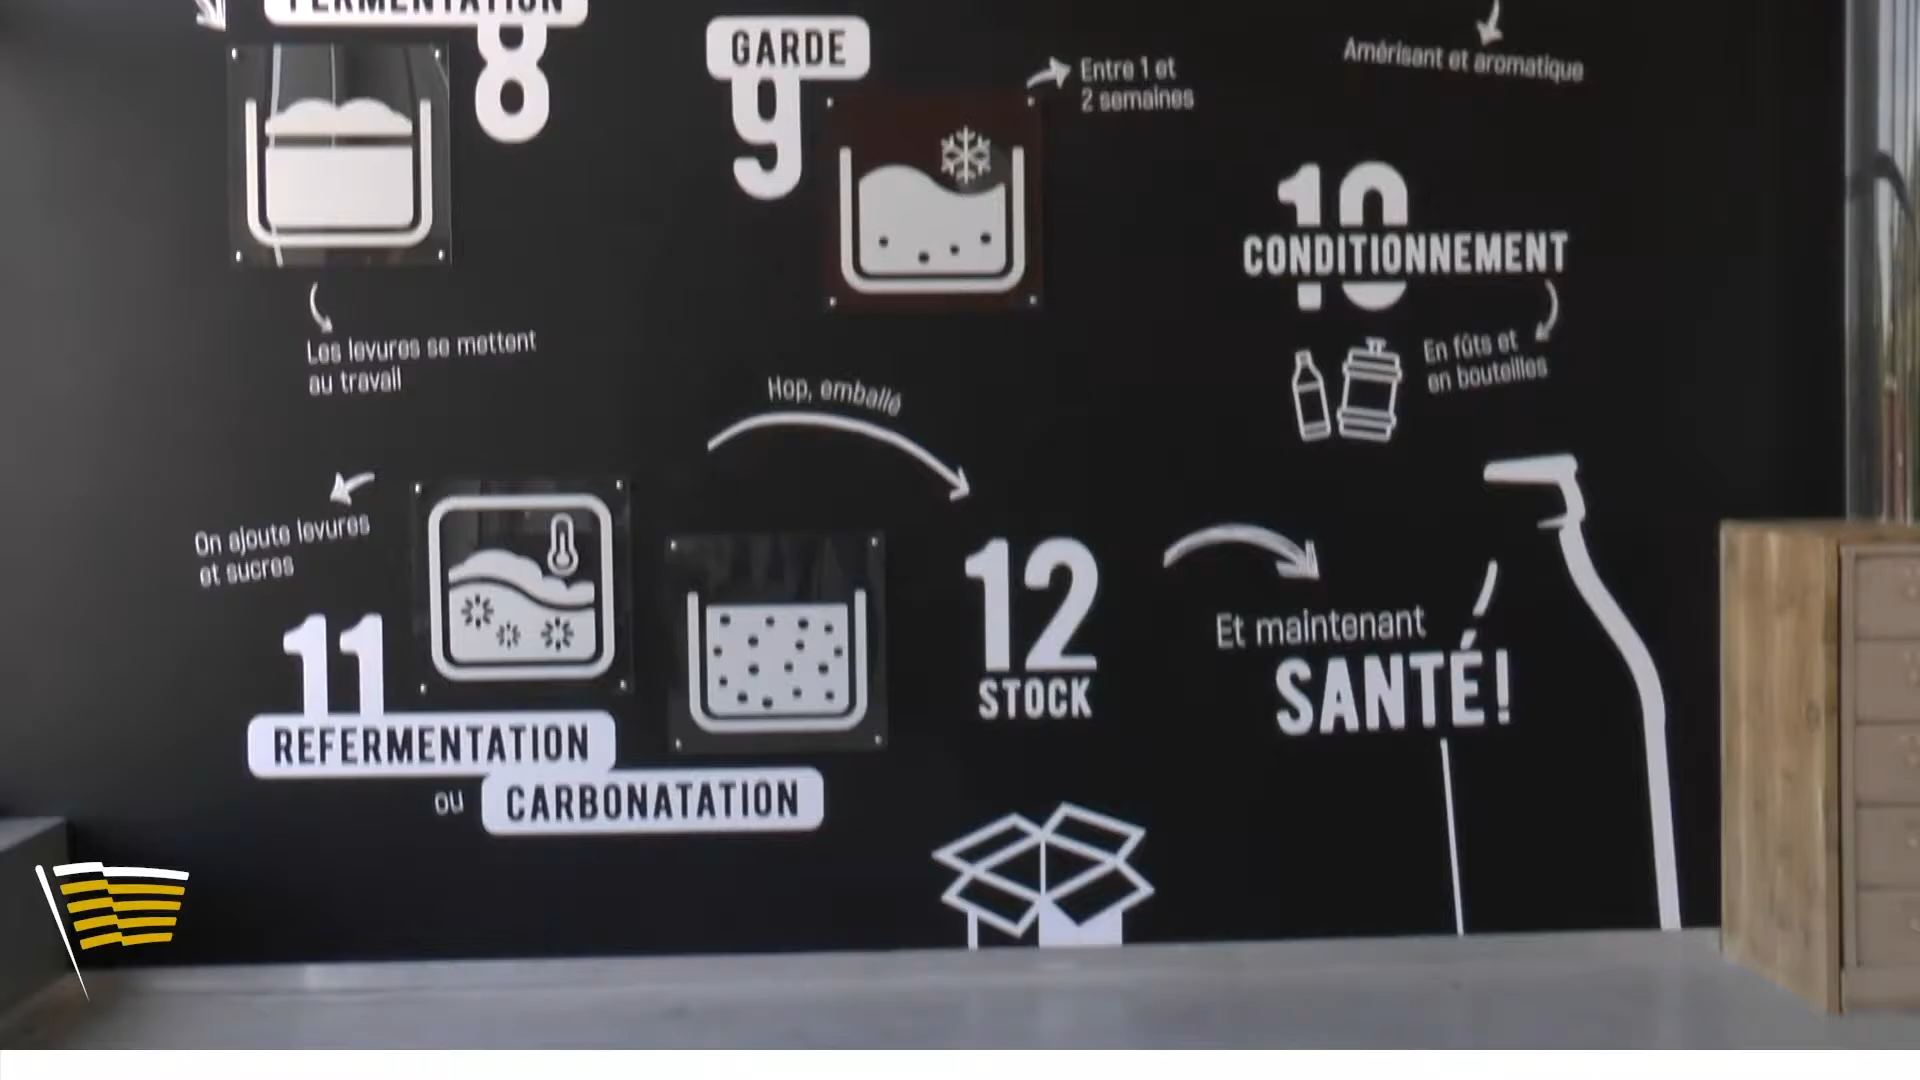 FERMENTATION
8
Les levures se mettent
au travail
GARDE
9
Entre 1 et
2 semaines
Amérisant et aromatique
10
CONDITIONNEMENT
En fûts et
en bouteilles
On ajoute levures
et sucres
11
REFERMENTATION
ou CARBONATATION
Hop, emballé
12
STOCK
Et maintenant
SANTÉ!